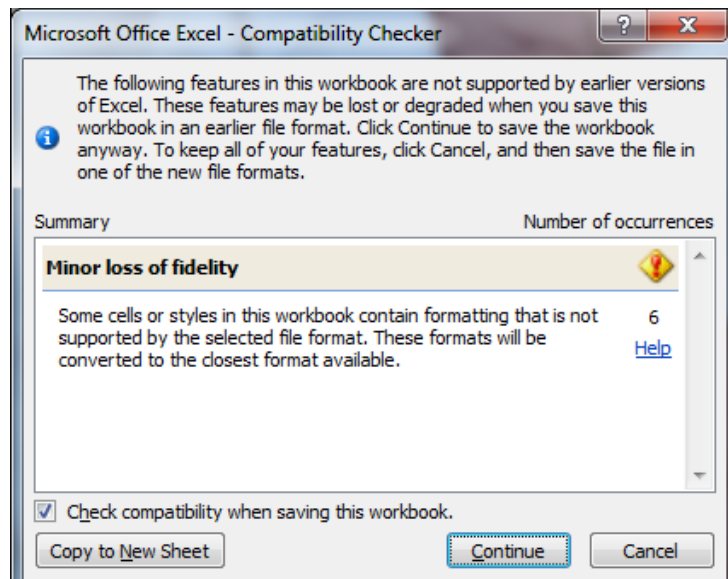 Microsoft Office Excel - Compatibility Checker
?
X
The following features in this workbook are not supported by earlier versions
of Excel. These features may be lost or degraded when you save this
workbook in an earlier file format. Click Continue to save the workbook
anyway. To keep all of your features, click Cancel, and then save the file in
one of the new file formats.
Summary Number of occurrences
Minor loss of fidelity
Some cells or styles in this workbook contain formatting that is not 6
supported by the selected file format. These formats will be Help
converted to the closest format available.
Check compatibility when saving this workbook.
Copy to New Sheet Continue Cancel